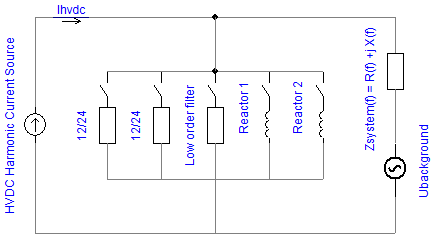 Ihvdc
HVDC Harmonic Current Source
12/24
12/24
Low order filter
Reactor 1
Reactor 2
Zsystem(f) = R(f) +j X(f)
Ubackground